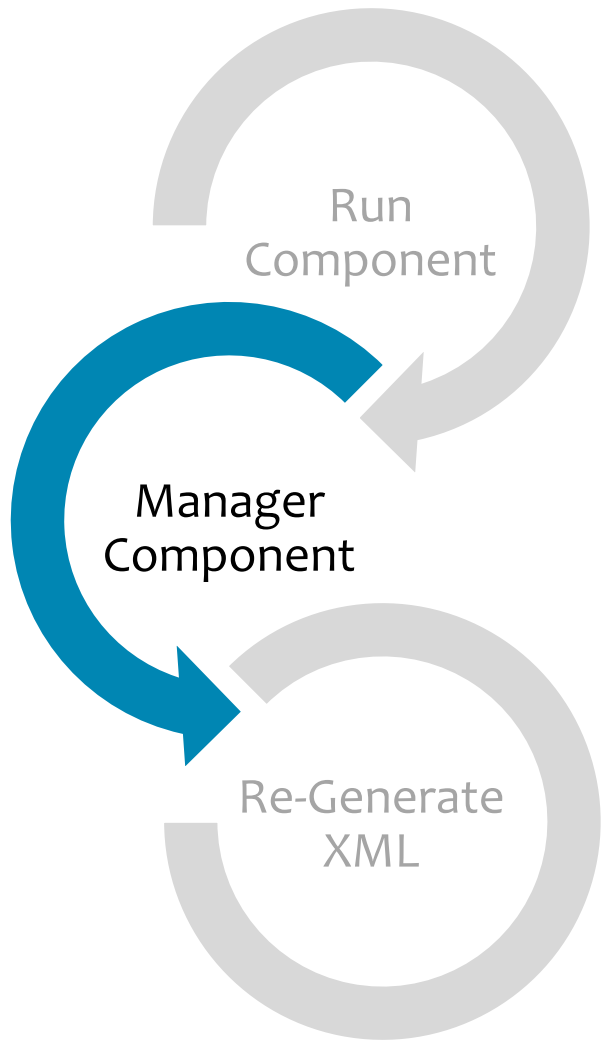 Run
Component
Manager
Component
Re-Generate
XML